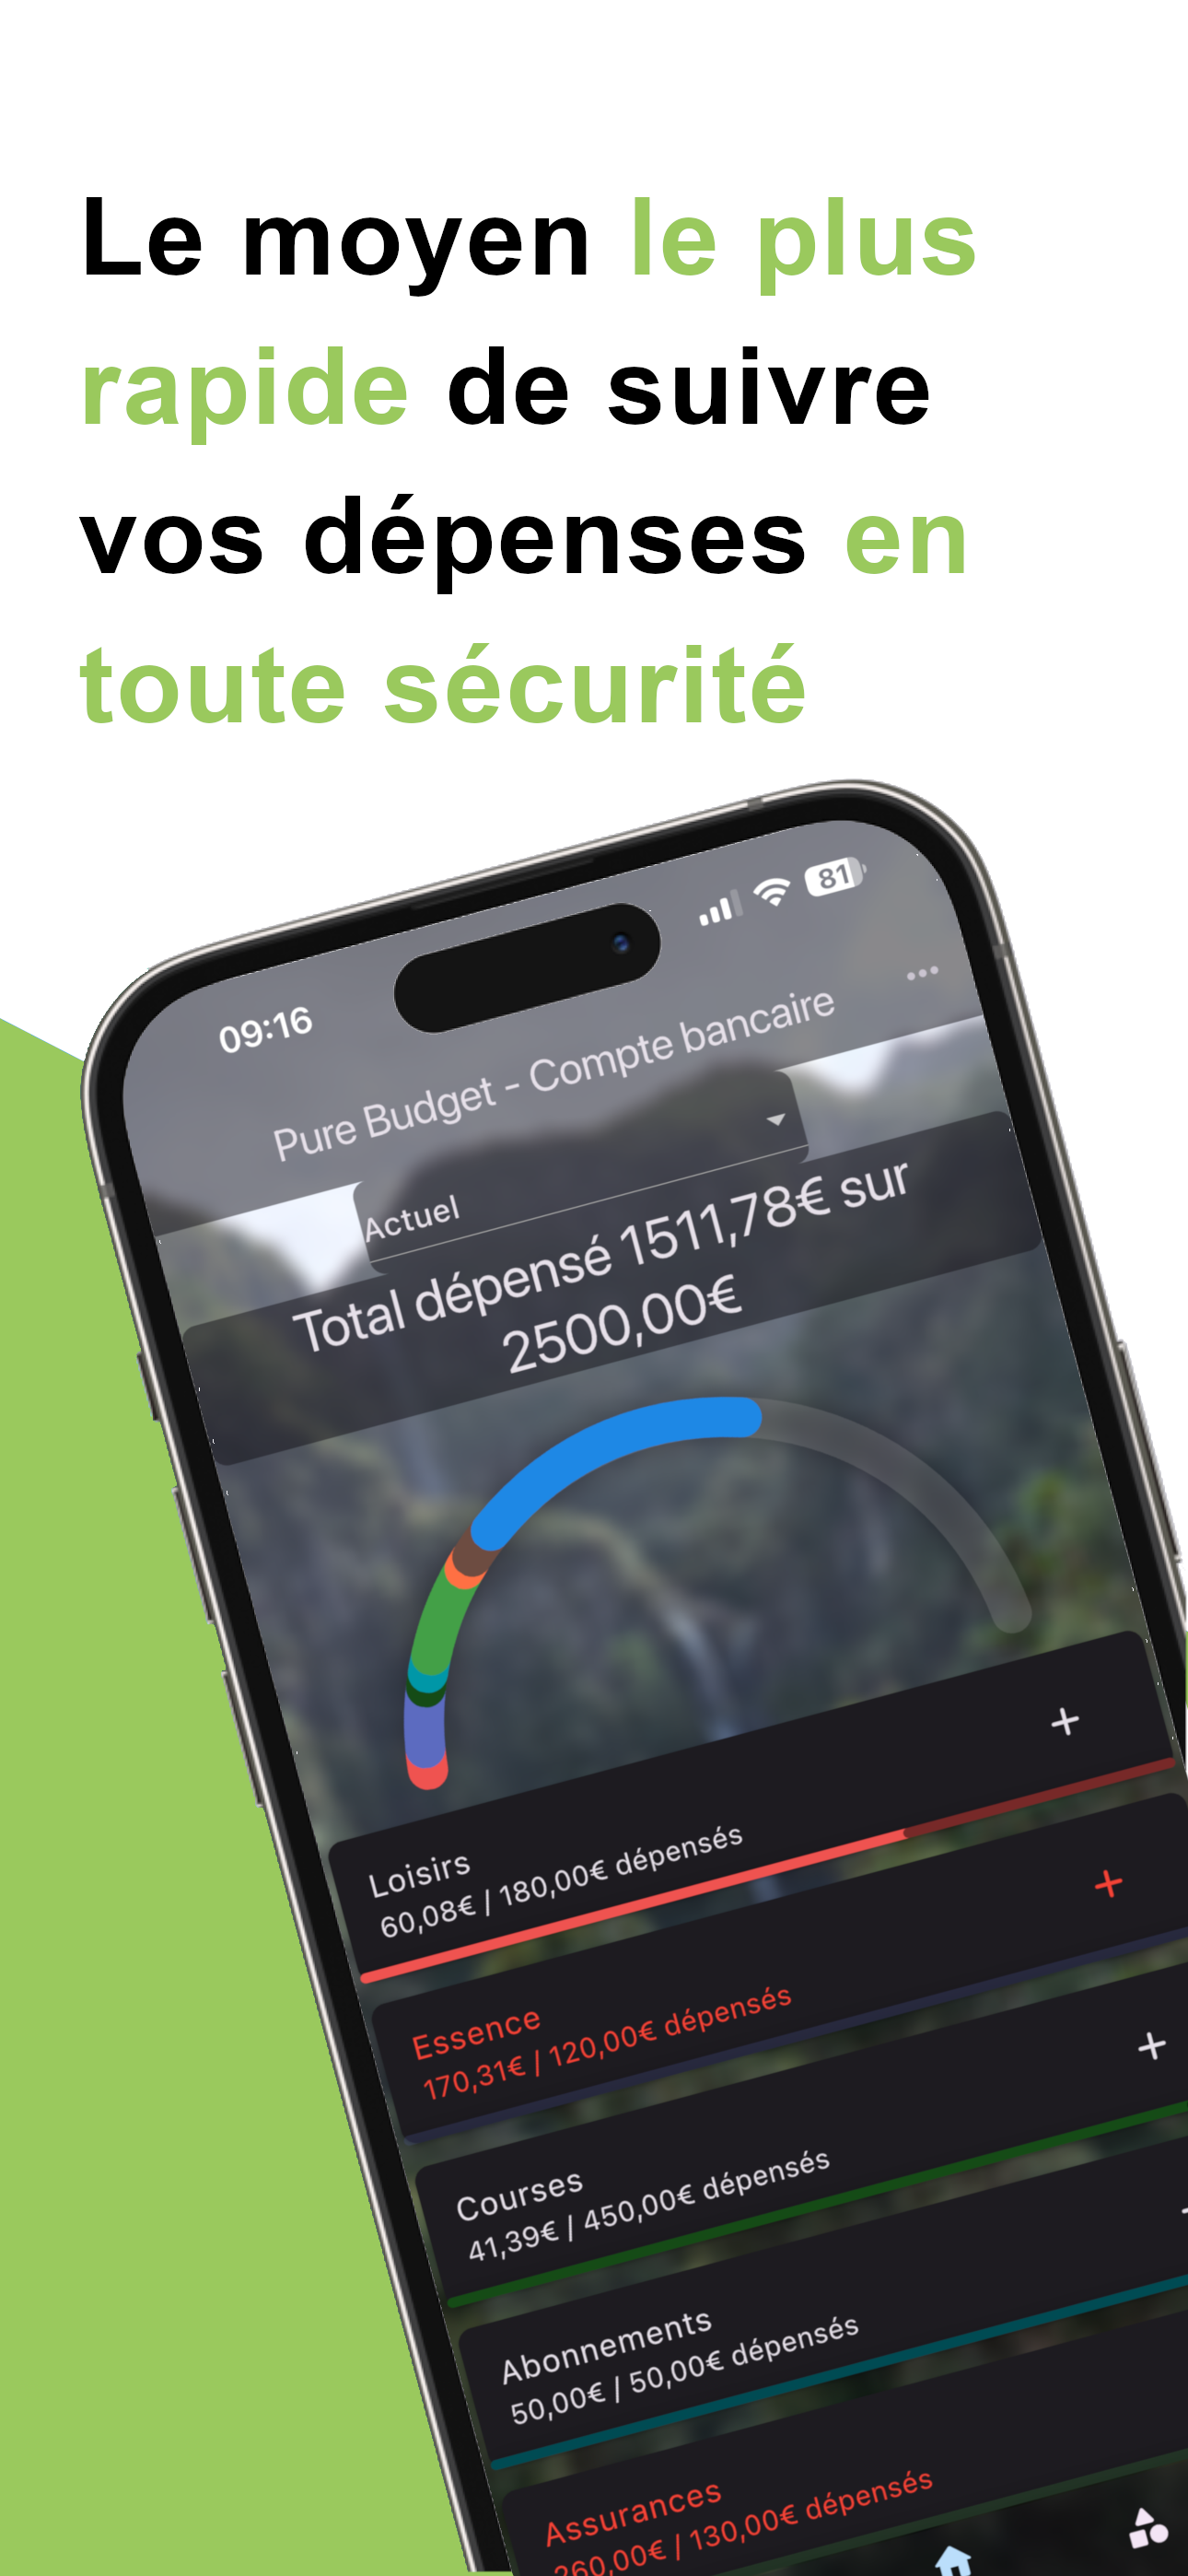 Le moyen le plus
rapide de suivre
vos dépenses en
toute sécurité
09:16
81
Pure Budget - Compte bancaire
Actuel
Total dépensé 1511,78€ sur
2500,00€
Loisirs
60,08€ / 180,00€ dépensés
Essence
170,31€ / 120,00€ dépensés
Courses
41,39€ / 450,00€ dépensés
Abonnements
50,00€ / 50,00€ dépensés
Assurances
260,00€ / 130,00€ dépensés